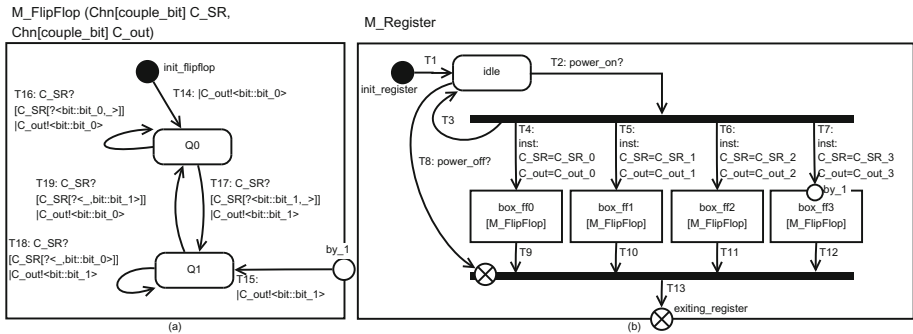 M_FlipFlop (Chn[couple_bit] C_SR,
Chn[couple_bit] C_out)
init_flipflop
T14: |C_out!<bit::bit_0>
T16: C_SR?
[C_SR[?<bit::bit_0,_>]]
|C_out!<bit::bit_0>
Q0
T19: C_SR?
[C_SR[?<_,bit::bit_1>]]
|C_out!<bit::bit_0>
T17: C_SR?
[C_SR[?<bit::bit_1,_>]]
|C_out!<bit::bit_1>
T18: C_SR?
[C_SR[?<_,bit::bit_0>]]
|C_out!<bit::bit_1>
Q1
by_1
T15:
|C_out!<bit::bit_1>
(a)
M_Register
T1
init_register
idle
T2: power_on?
T3
T8: power_off?
T4:
inst:
C_SR=C_SR_0
C_out=C_out_0
T5:
inst:
C_SR=C_SR_1
C_out=C_out_1
T6:
inst:
C_SR=C_SR_2
C_out=C_out_2
T7:
inst:
C_SR=C_SR_3
C_out=C_out_3
by_1
box_ff0
[M_FlipFlop]
box_ff1
[M_FlipFlop]
box_ff2
[M_FlipFlop]
box_ff3
[M_FlipFlop]
T9
T10
T11
T12
T13
exiting_register
(b)